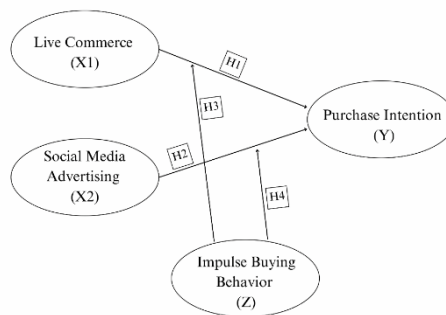 Live Commerce
(X1)
H1
H3
Purchase Intention
(Y)
Social Media
Advertising
(X2)
H2
H4
Impulse Buying
Behavior
(Z)